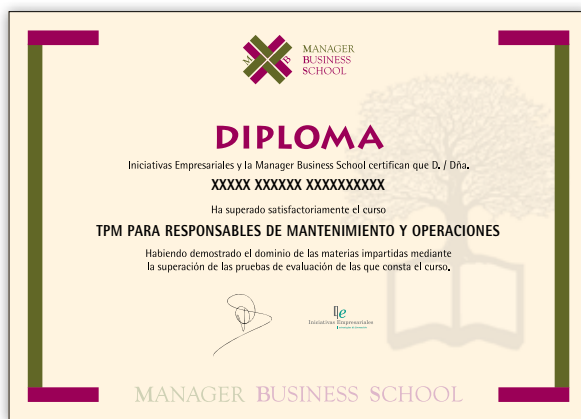 M B
MANAGER
BUSINESS
SCHOOL
DIPLOMA
Iniciativas Empresariales y la Manager Business School certifican que D. / Dña.
XXXXX XXXXXX XXXXXXXXXX
Ha superado satisfactoriamente el curso
TPM PARA RESPONSABLES DE MANTENIMIENTO Y OPERACIONES
Habiendo demostrado el dominio de las materias impartidas mediante
la superación de las pruebas de evaluación de las que consta el curso.
Ie
Iniciativas Empresariales
MANAGER BUSINESS SCHOOL